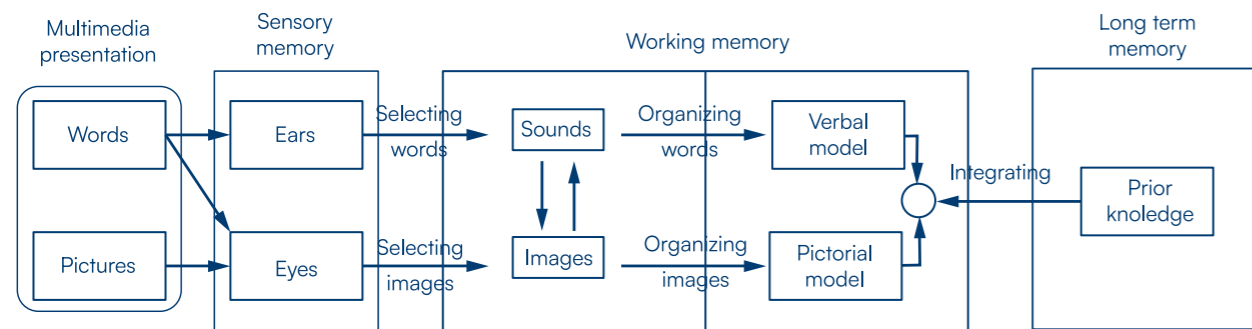 Multimedia
presentation
Sensory
memory
Working memory
Long term
memory
Words
Ears
Selecting
words
Sounds
Organizing
words
Verbal
model
Integrating
Prior
knoledge
Pictures
Eyes
Selecting
images
Images
Organizing
images
Pictorial
model